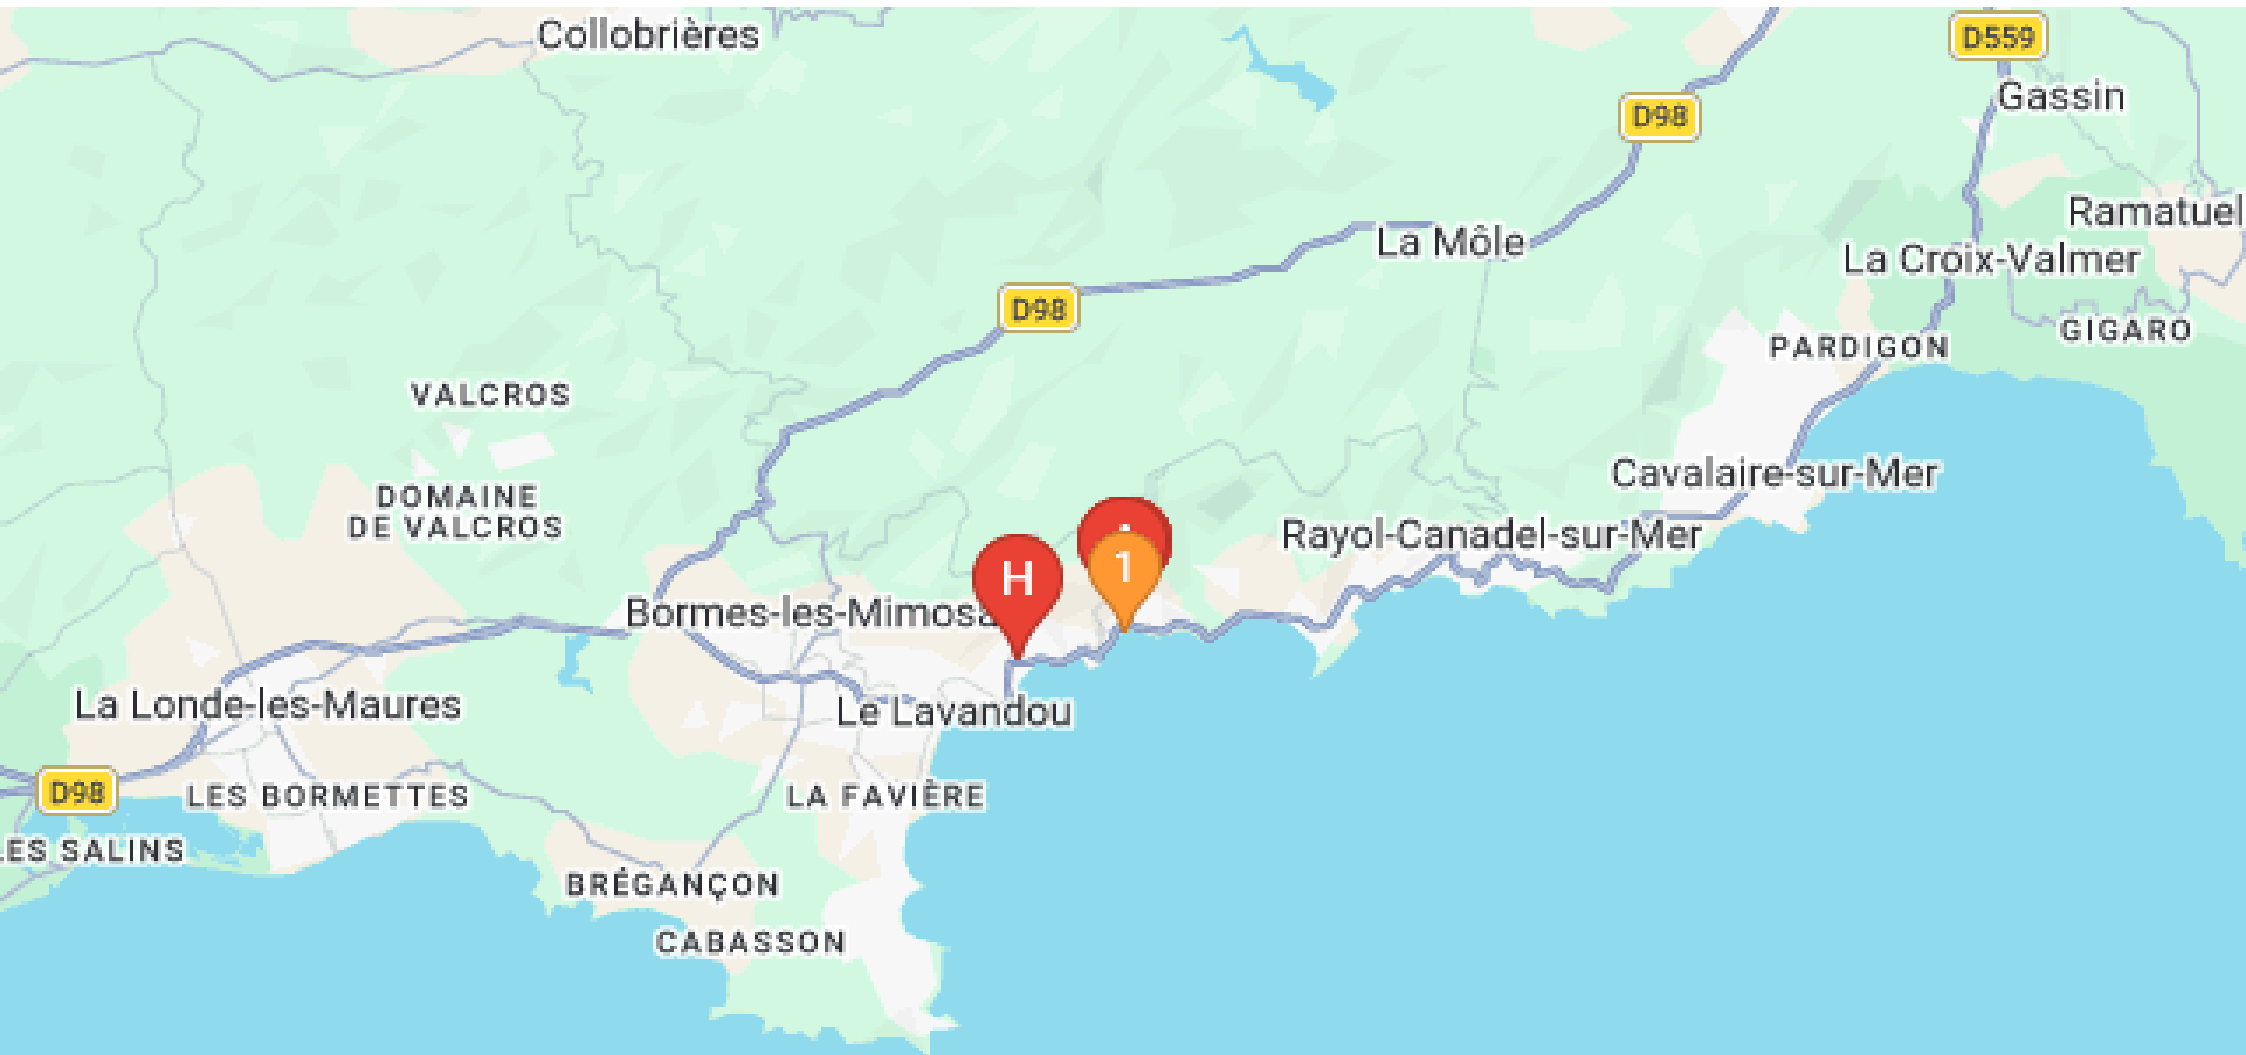 Collobrières
D559
Gassin
D98
Ramatuel
La Môle
La Croix-Valmer
D98
GIGARO
PARDIGON
VALCROS
Cavalaire-sur-Mer
DOMAINE
DE VALCROS
Rayol-Canadel-sur-Mer
1
H
Bormes-les-Mimosa
La Londe-les-Maures
Le Lavandou
D98
LES BORMETTES
LA FAVIÈRE
LES SALINS
BRÉGANÇON
CABASSON